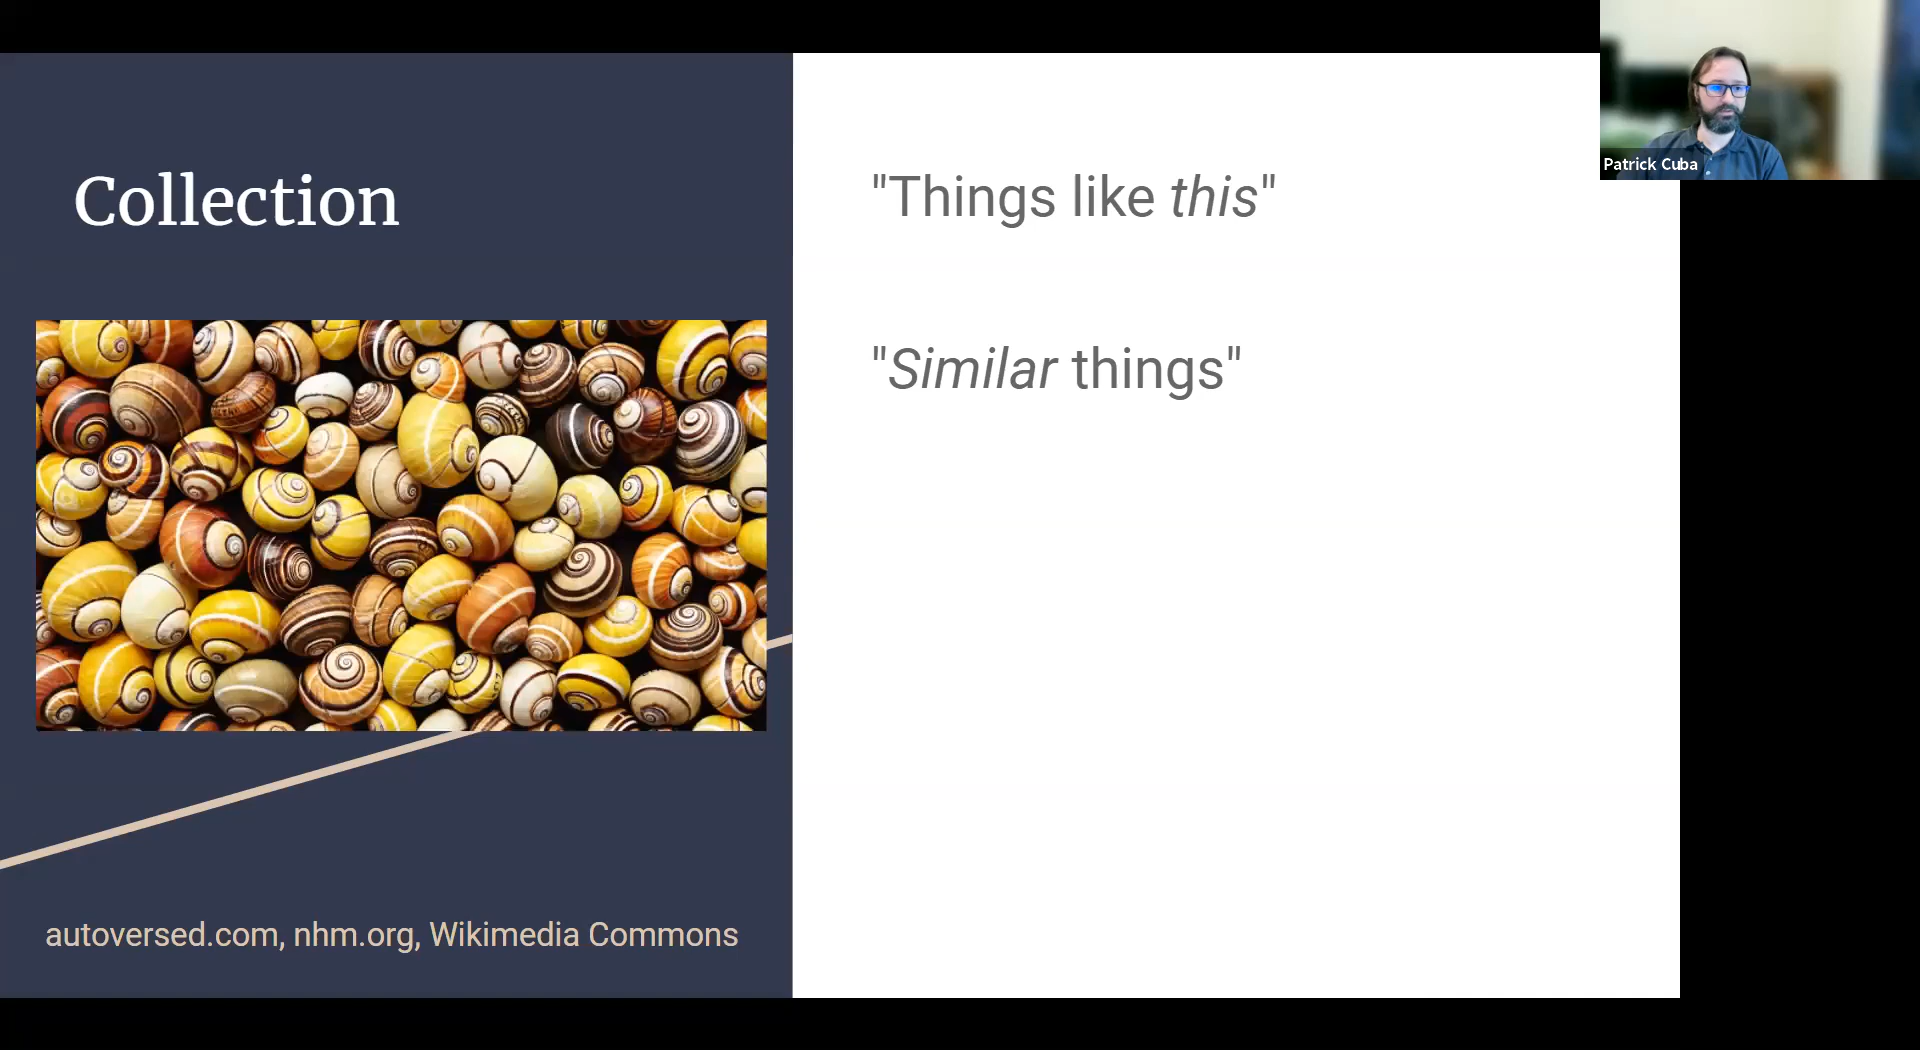 Collection
"Things like this"
"Similar things"
autoversed.com, nhm.org, Wikimedia Commons
Patrick Cuba